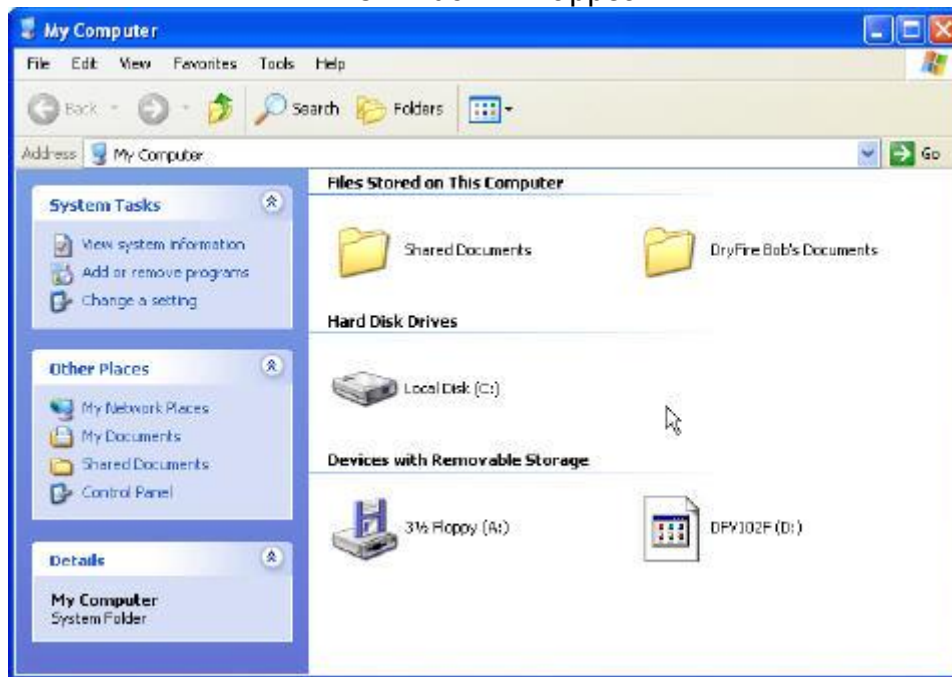 My Computer
File Edit View Favorites Tools Help
Back Search Folders
Address My Computer Go
System Tasks
View system information
Add or remove programs
Change a setting
Other Places
My Network Places
My Documents
Shared Documents
Control Panel
Details
My Computer
System Folder
Files Stored on This Computer
Shared Documents DryFire Bob's Documents
Hard Disk Drives
Local Disk (C:)
Devices with Removable Storage
3½ Floppy (A:) DFV302F (D:)